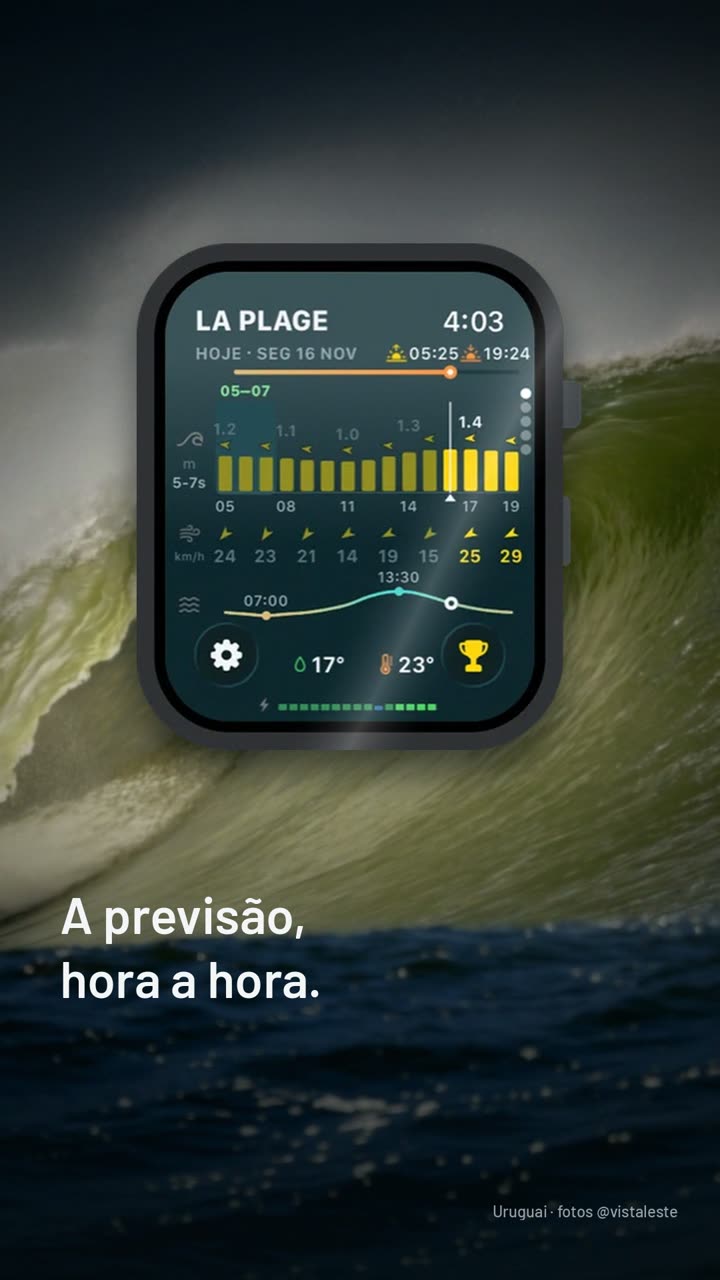 LA PLAGE 4:03
HOJE · SEG 16 NOV 05:25 19:24
05–07
1.2 1.1 1.0 1.3 1.4
m
5-7s
05 08 11 14 17 19
km/h 24 23 21 14 19 15 25 29
13:30
07:00
17° 23°
A previsão,
hora a hora.
Uruguai · fotos @vistaleste